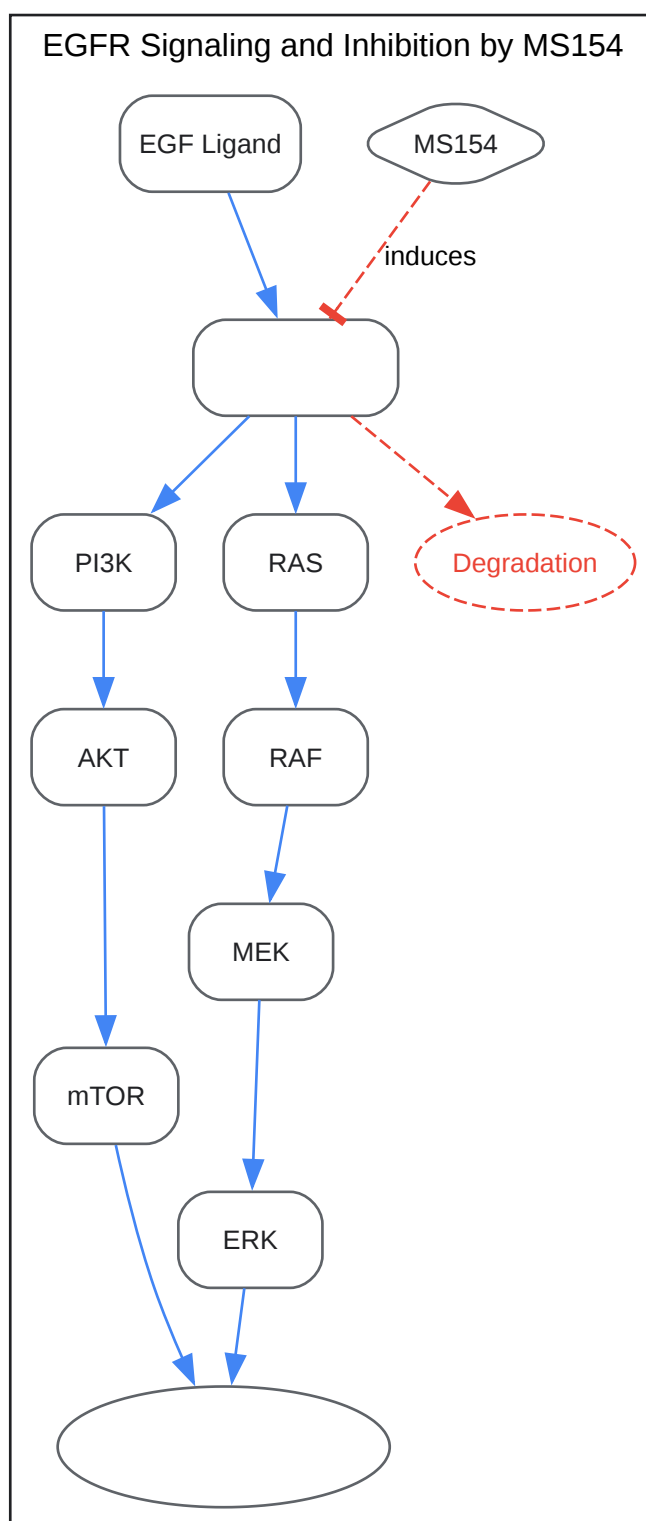 EGFR Signaling and Inhibition by MS154
EGF Ligand
MS154
induces
PI3K
RAS
Degradation
AKT
RAF
MEK
mTOR
ERK